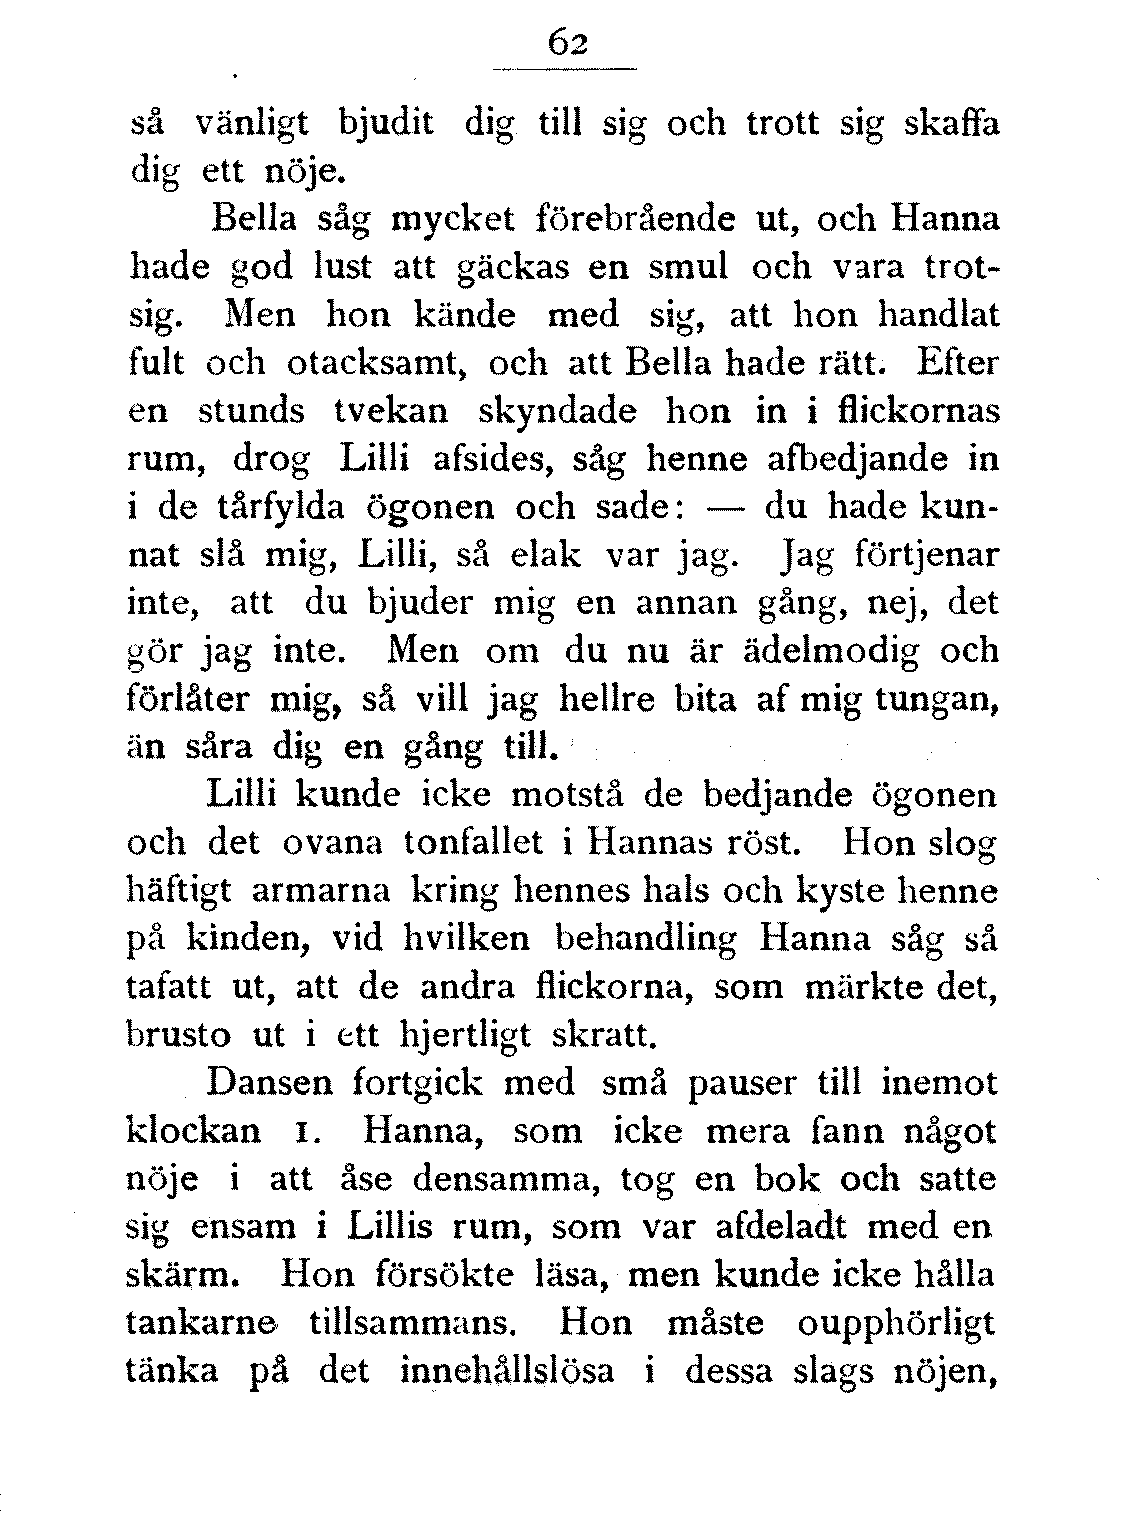 62
så vänligt bjudit dig till sig och trott sig skaffa
dig ett nöje.
Bella såg mycket förebrående ut, och Hanna
hade god lust att gäckas en smul och vara trot-
sig. Men hon kände med sig, att hon handlat
fult och otacksamt, och att Bella hade rätt. Efter
en stunds tvekan skyndade hon in i flickornas
rum, drog Lilli afsides, såg henne afbedjande in
i de tårfylda ögonen och sade: — du hade kun-
nat slå mig, Lilli, så elak var jag. Jag förtjenar
inte, att du bjuder mig en annan gång, nej, det
gör jag inte. Men om du nu är ädelmodig och
förlåter mig, så vill jag hellre bita af mig tungan,
än såra dig en gång till.
Lilli kunde icke motstå de bedjande ögonen
och det ovana tonfallet i Hannas röst. Hon slog
häftigt armarna kring hennes hals och kyste henne
på kinden, vid hvilken behandling Hanna såg så
tafatt ut, att de andra flickorna, som märkte det,
brusto ut i ett hjertligt skratt.
Dansen fortgick med små pauser till inemot
klockan 1. Hanna, som icke mera fann något
nöje i att åse densamma, tog en bok och satte
sig ensam i Lillis rum, som var afdeladt med en
skärm. Hon försökte läsa, men kunde icke hålla
tankarne tillsammans. Hon måste oupphörligt
tänka på det innehållslösa i dessa slags nöjen,